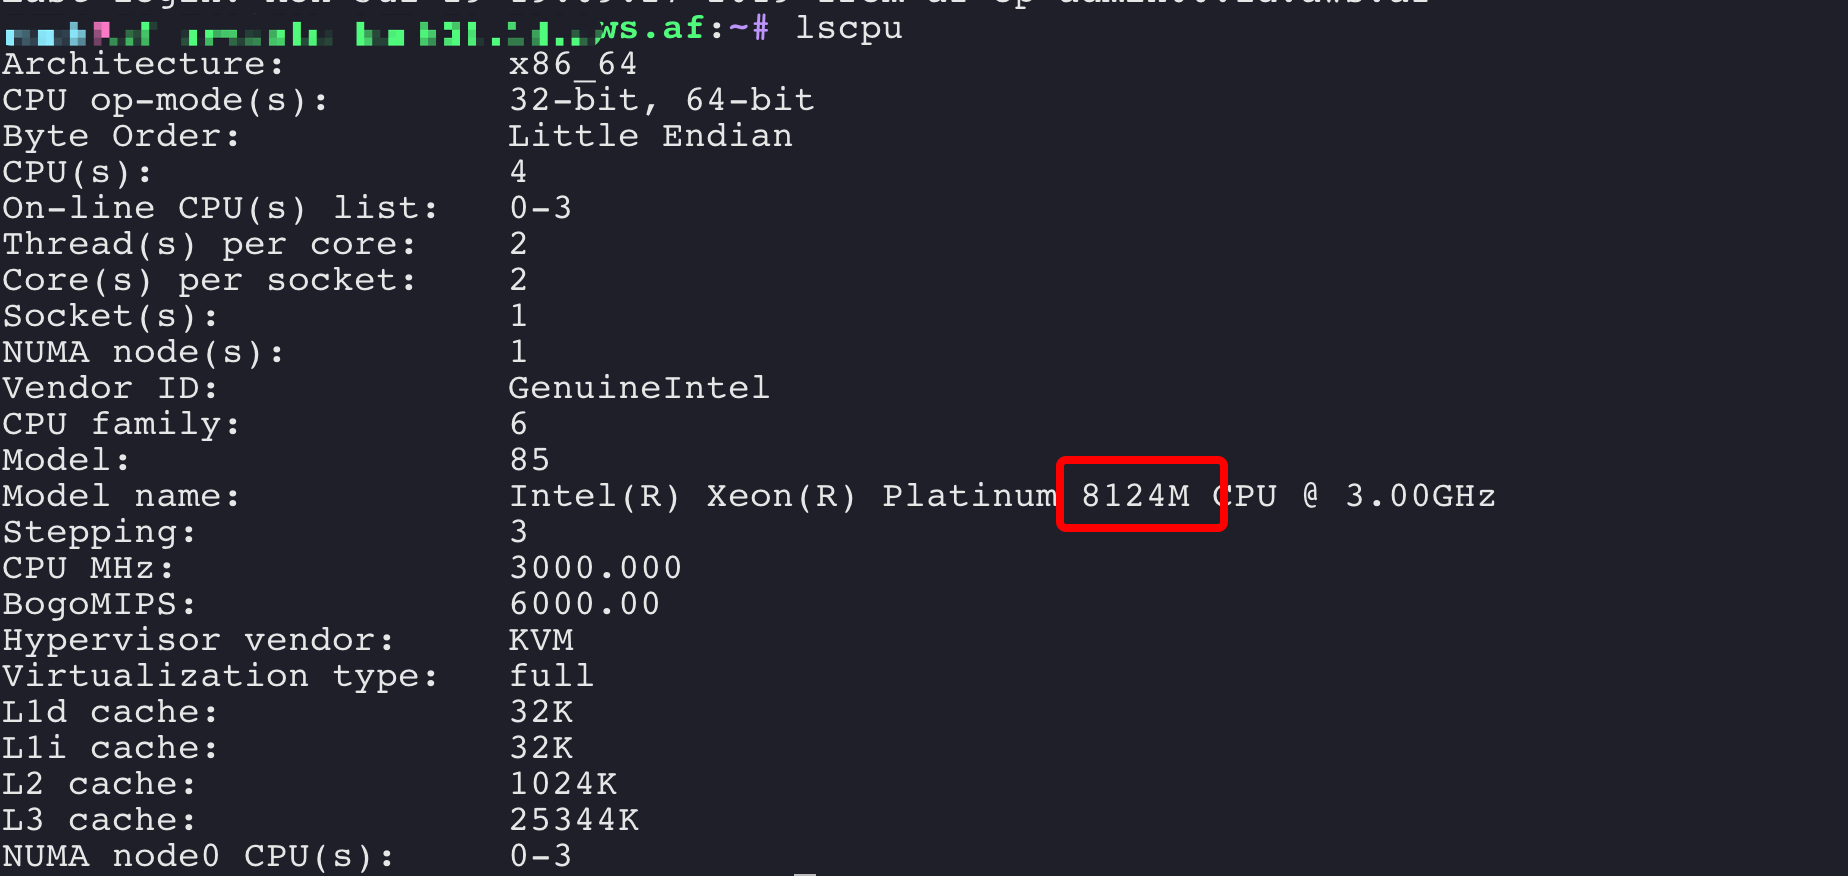 ws.af:~# lscpu
Architecture: x86_64
CPU op-mode(s): 32-bit, 64-bit
Byte Order: Little Endian
CPU(s): 4
On-line CPU(s) list: 0-3
Thread(s) per core: 2
Core(s) per socket: 2
Socket(s): 1
NUMA node(s): 1
Vendor ID: GenuineIntel
CPU family: 6
Model: 85
Model name: Intel(R) Xeon(R) Platinum 8124M CPU @ 3.00GHz
Stepping: 3
CPU MHz: 3000.000
BogoMIPS: 6000.00
Hypervisor vendor: KVM
Virtualization type: full
L1d cache: 32K
L1i cache: 32K
L2 cache: 1024K
L3 cache: 25344K
NUMA node0 CPU(s): 0-3